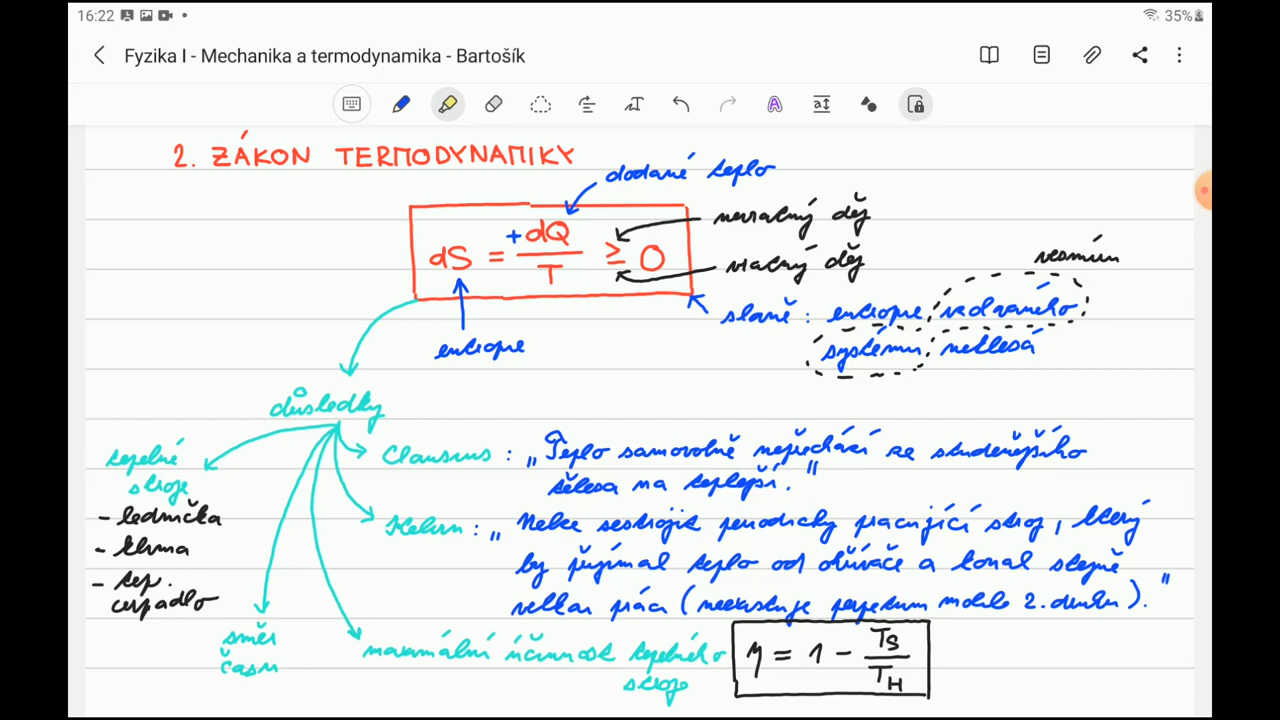 16:22
35%
Fyzika I - Mechanika a termodynamika - Bartošík
2. ZÁKON TERMODYNAMIKY
dodané teplo
dS = +dQ/T ≥ 0
nevratný děj
vratný děj
vesmíru
slavně : entropie izolovaného
systému neklesá
entropie
důsledky
tepelné
stroje
- lednička
- klima
- tep.
čerpadlo
Clausius : „Teplo samovolně nepřechází ze studenějšího
tělesa na teplejší."
Kelvin : „Nelze sestrojit periodicky pracující stroj, který
by přijímal teplo od ohřívače a konal stejně
velkou práci (neexistuje perpetuum mobile 2. druhu)."
směr
času
maximální účinnost tepelného
stroje
η = 1 - TS/TH